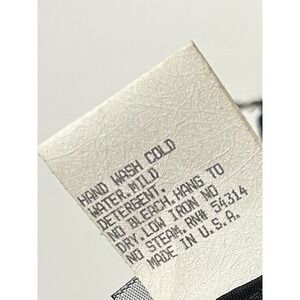 HAND WASH COLD
WATER.MILD
DETERGENT.
NO BLEACH.HANG TO
DRY.LOW IRON NO
NO STEAM.RN# 54314
MADE IN U.S.A.